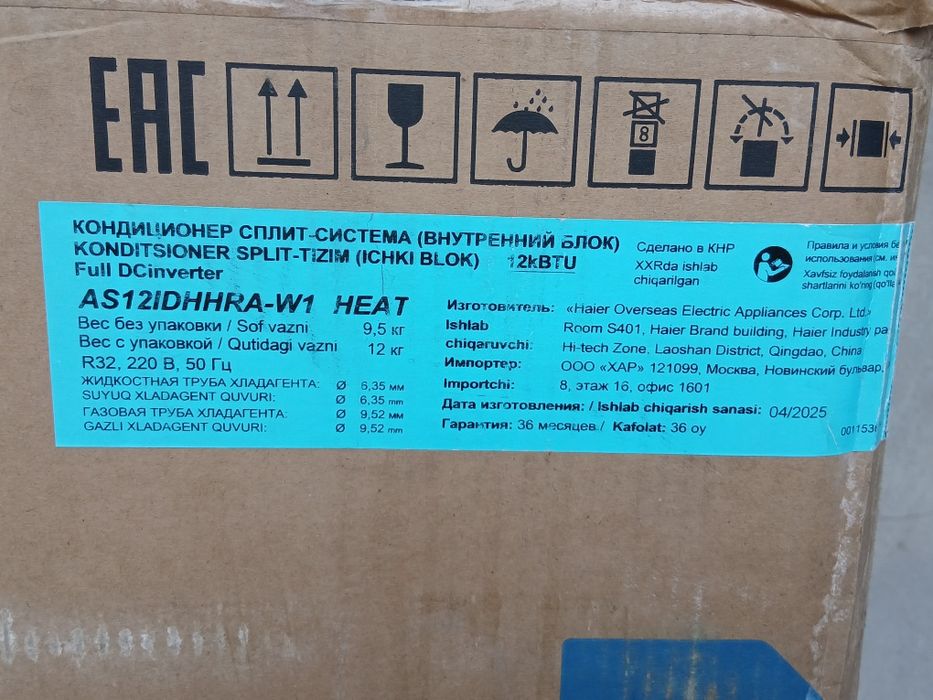 EAC
8
КОНДИЦИОНЕР СПЛИТ-СИСТЕМА (ВНУТРЕННИЙ БЛОК)
KONDITSIONER SPLIT-TIZIM (ICHKI BLOK) 12kBTU
Full DCinverter
AS12IDHHRA-W1 HEAT
Вес без упаковки / Sof vazni 9,5 кг
Вес с упаковкой / Qutidagi vazni 12 кг
R32, 220 В, 50 Гц
ЖИДКОСТНАЯ ТРУБА ХЛАДАГЕНТА: Ø 6,35 мм
SUYUQ XLADAGENT QUVURI: Ø 6,35 mm
ГАЗОВАЯ ТРУБА ХЛАДАГЕНТА: Ø 9,52 мм
GAZLI XLADAGENT QUVURI: Ø 9,52 mm
Сделано в КНР
XXRda ishlab
chiqarilgan
Правила и условия
использования
Xavfsiz foydalanish
shartlarini
Изготовитель: «Haier Overseas Electric Appliances Corp. Ltd.»
Ishlab Room S401, Haier Brand building, Haier Industry
chiqaruvchi: Hi-tech Zone, Laoshan District, Qingdao, China
Импортер: ООО «ХАР» 121099, Москва, Новинский бульвар,
Importchi: 8, этаж 16, офис 1601
Дата изготовления: / Ishlab chiqarish sanasi: 04/2025
Гарантия: 36 месяцев / Kafolat: 36 oy